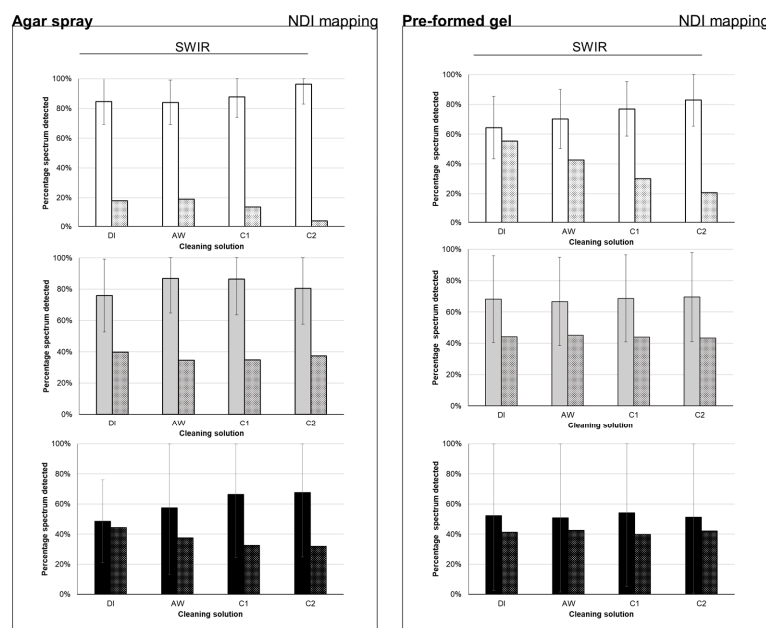 Agar spray NDI mapping
SWIR
Percentage spectrum detected
100%
80%
60%
40%
20%
0%
DI AW C1 C2
Cleaning solution
Percentage spectrum detected
100%
80%
60%
40%
20%
0%
DI AW C1 C2
Cleaning solution
Percentage spectrum detected
100%
80%
60%
40%
20%
0%
DI AW C1 C2
Cleaning solution
Pre-formed gel NDI mapping
SWIR
Percentage spectrum detected
100%
80%
60%
40%
20%
0%
DI AW C1 C2
Cleaning solution
Percentage spectrum detected
100%
80%
60%
40%
20%
0%
DI AW C1 C2
Cleaning solution
Percentage spectrum detected
100%
80%
60%
40%
20%
0%
DI AW C1 C2
Cleaning solution